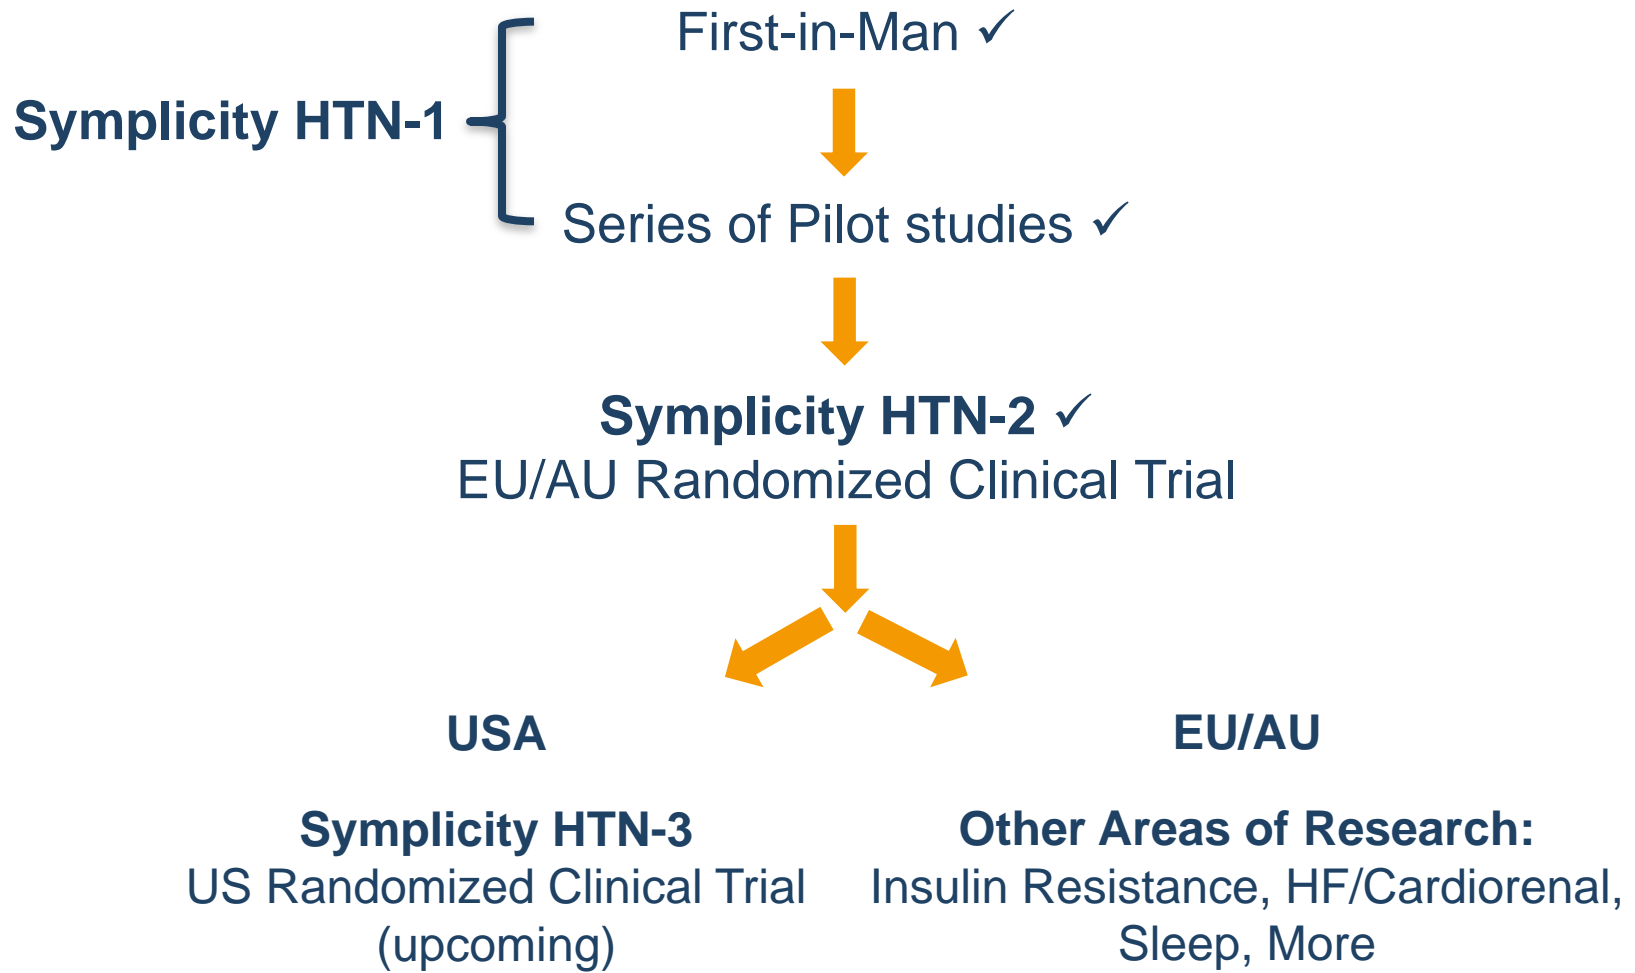 First-in-Man ✓
Symplicity HTN-1
Series of Pilot studies ✓
Symplicity HTN-2 ✓
EU/AU Randomized Clinical Trial
USA
Symplicity HTN-3
US Randomized Clinical Trial
(upcoming)
EU/AU
Other Areas of Research:
Insulin Resistance, HF/Cardiorenal,
Sleep, More